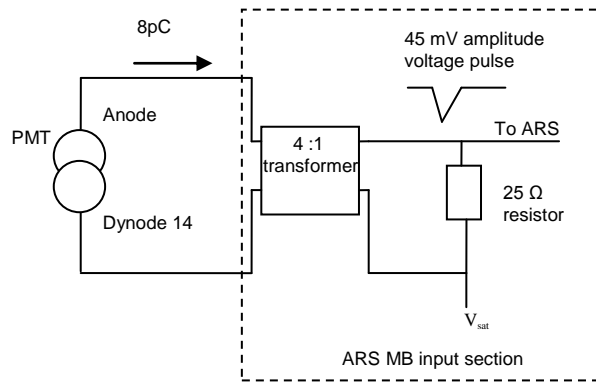 8pC
45 mV amplitude
voltage pulse
Anode
PMT
4 :1
transformer
To ARS
25 Ω
resistor
Dynode 14
Vsat
ARS MB input section